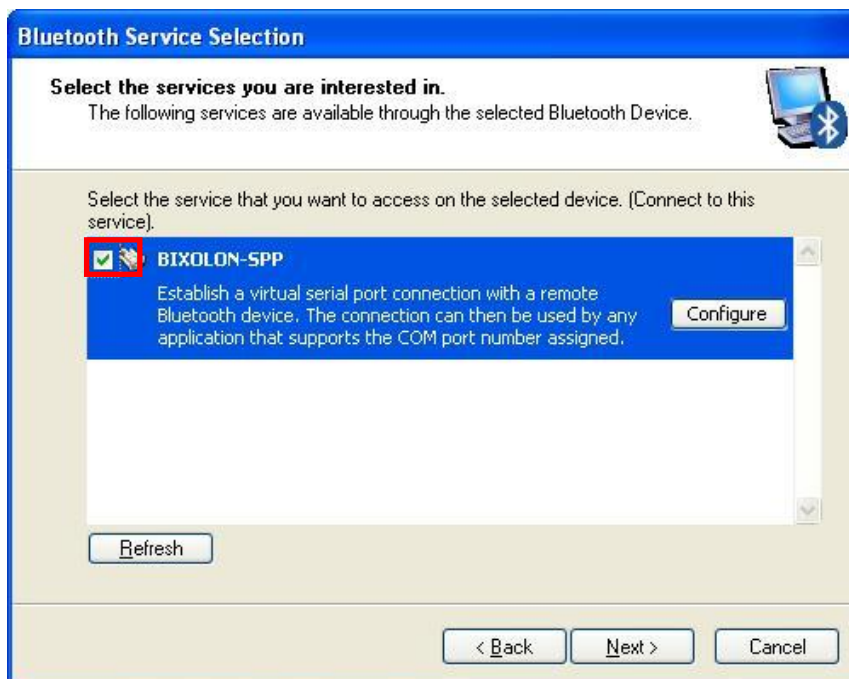 Bluetooth Service Selection
Select the services you are interested in.
The following services are available through the selected Bluetooth Device.
Select the service that you want to access on the selected device. (Connect to this
service).
BIXOLON-SPP
Establish a virtual serial port connection with a remote
Bluetooth device. The connection can then be used by any
application that supports the COM port number assigned.
Configure
Refresh
< Back
Next >
Cancel